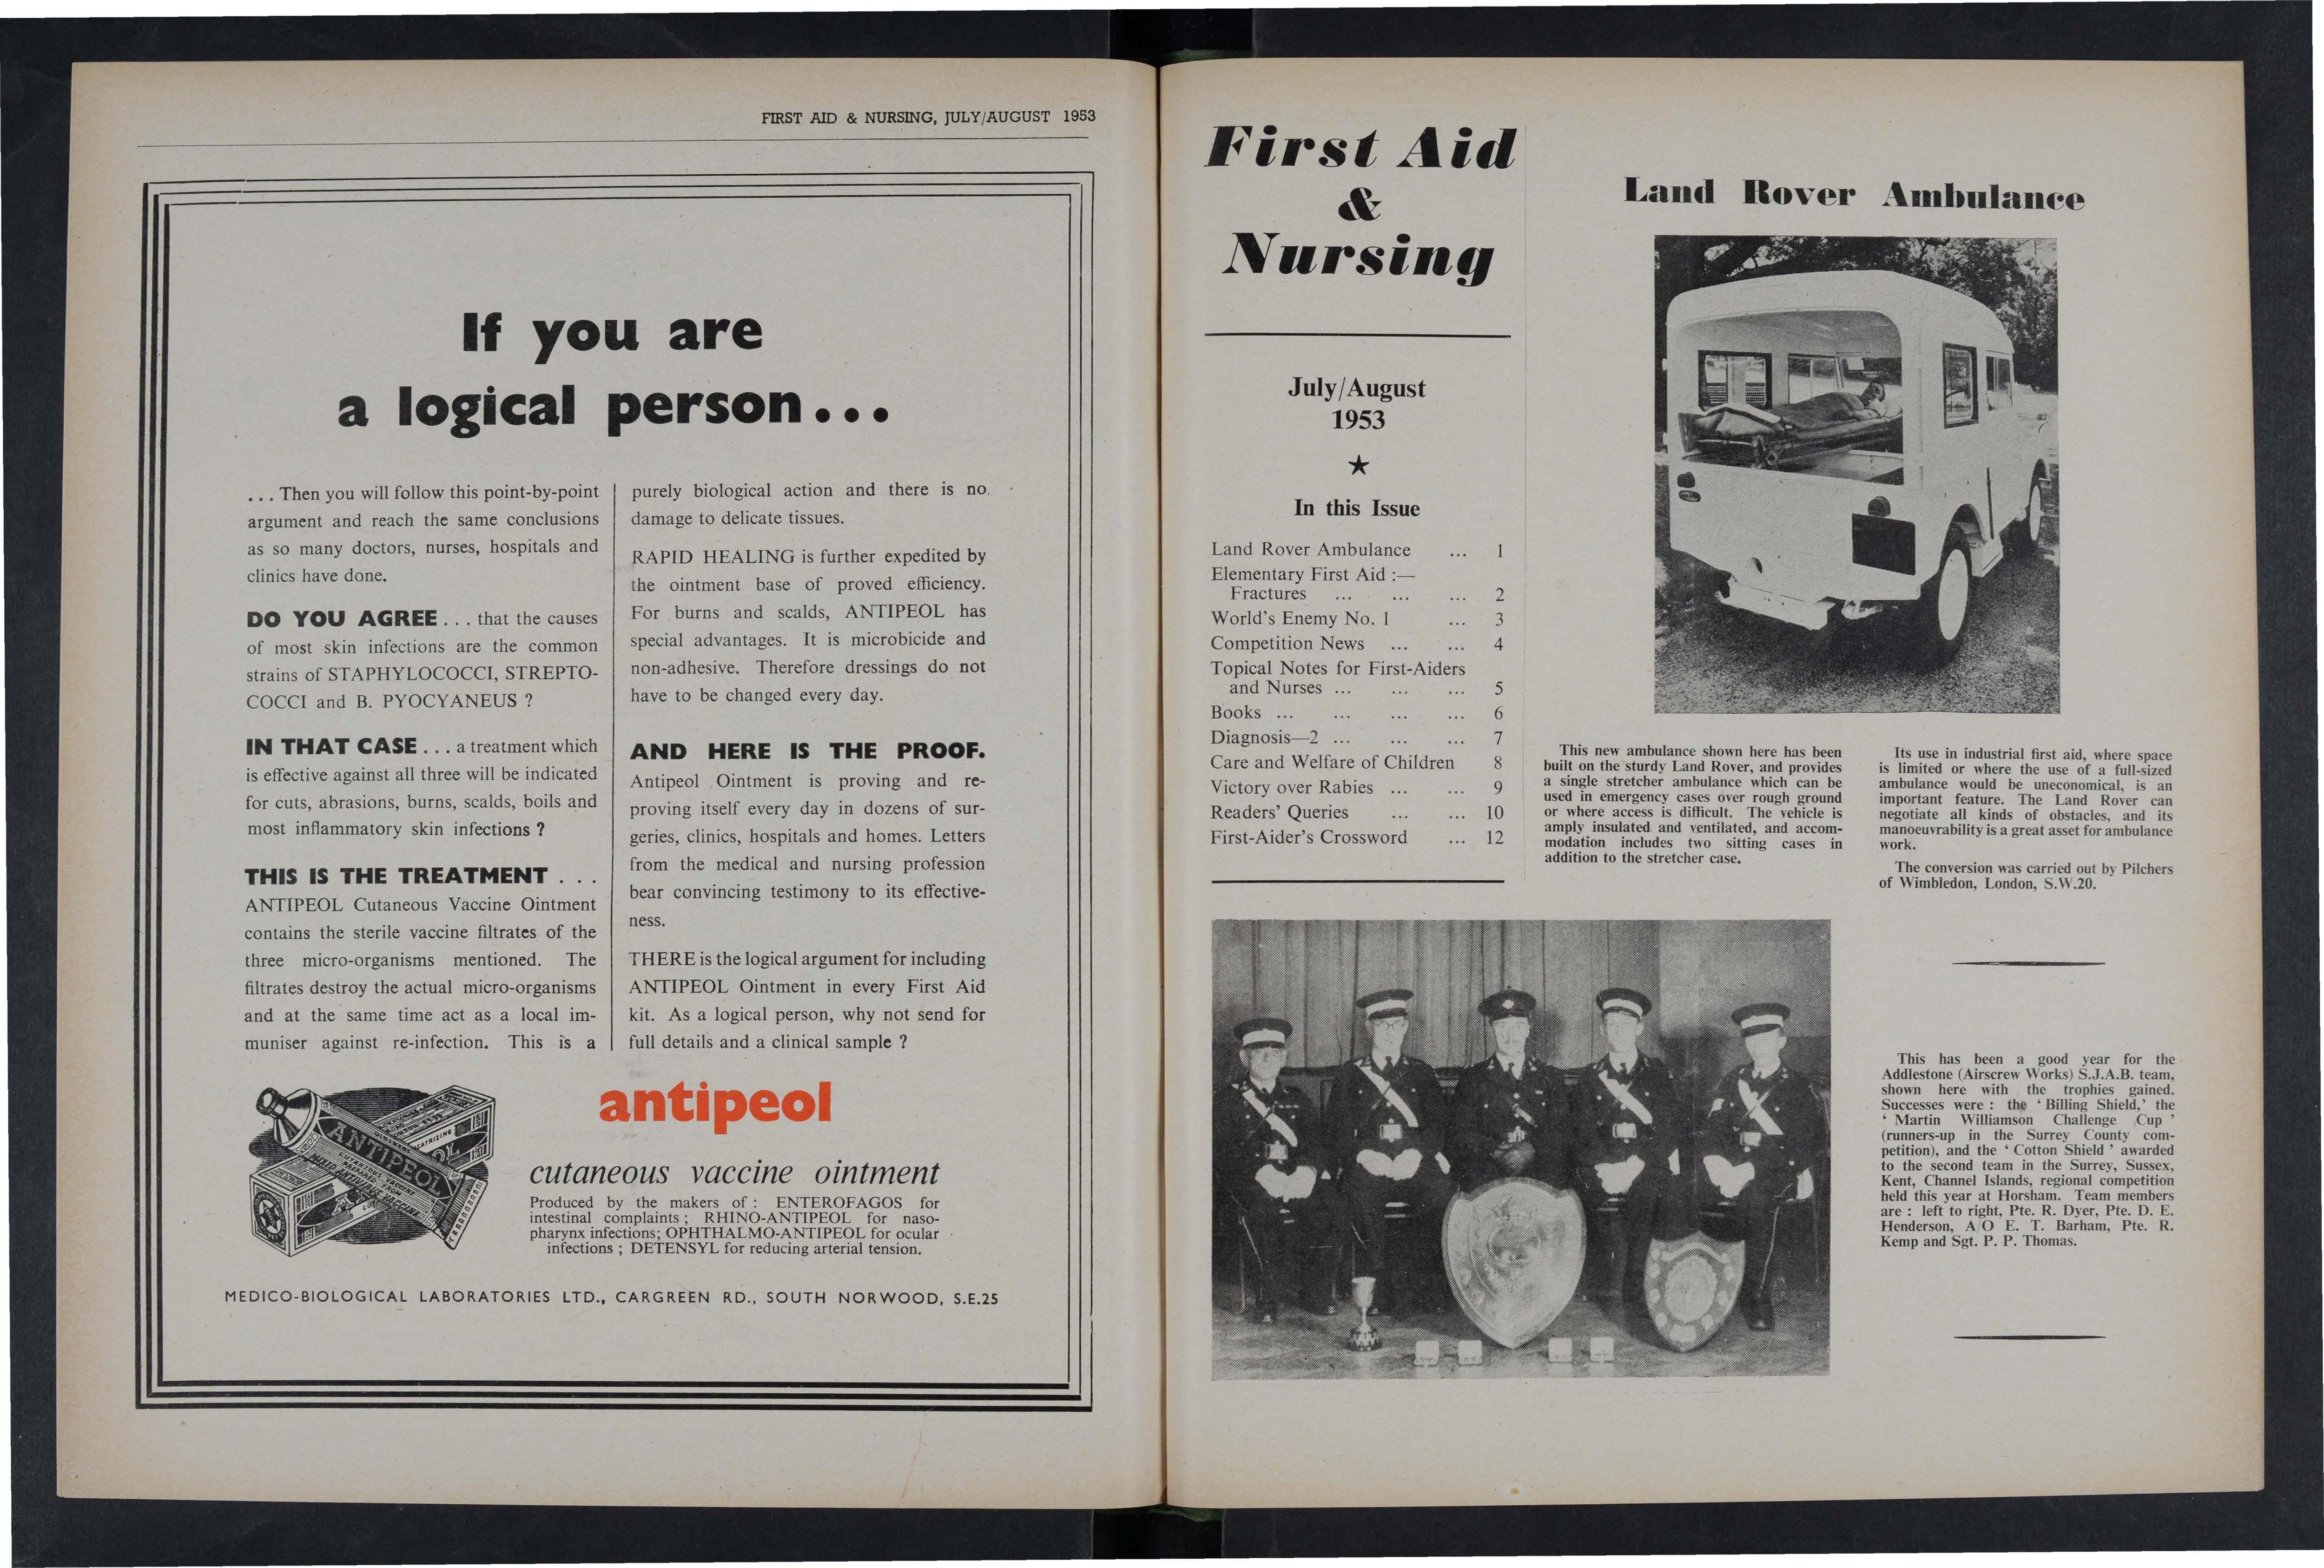 FIRST AID & NURSING, JULY/AUGUST 1953
If you are
a logical person...
... Then you will follow this point-by-point
argument and reach the same conclusions
as so many doctors, nurses, hospitals and
clinics have done.
DO YOU AGREE ... that the causes
of most skin infections are the common
strains of STAPHYLOCOCCI, STREPTO-
COCCI and B. PYOCYANEUS ?
IN THAT CASE ... a treatment which
is effective against all three will be indicated
for cuts, abrasions, burns, scalds, boils and
most inflammatory skin infections ?
THIS IS THE TREATMENT ...
ANTIPEOL Cutaneous Vaccine Ointment
contains the sterile vaccine filtrates of the
three micro-organisms mentioned. The
filtrates destroy the actual micro-organisms
and at the same time act as a local im-
muniser against re-infection. This is a
purely biological action and there is no
damage to delicate tissues.
RAPID HEALING is further expedited by
the ointment base of proved efficiency.
For burns and scalds, ANTIPEOL has
special advantages. It is microbicide and
non-adhesive. Therefore dressings do not
have to be changed every day.
AND HERE IS THE PROOF.
Antipeol Ointment is proving and re-
proving itself every day in dozens of sur-
geries, clinics, hospitals and homes. Letters
from the medical and nursing profession
bear convincing testimony to its effective-
ness.
THERE is the logical argument for including
ANTIPEOL Ointment in every First Aid
kit. As a logical person, why not send for
full details and a clinical sample ?
ANTIPEOL
CUTANEOUS VACCINE
antipeol
cutaneous vaccine ointment
Produced by the makers of : ENTEROFAGOS for
intestinal complaints ; RHINO-ANTIPEOL for naso-
pharynx infections; OPHTHALMO-ANTIPEOL for ocular
infections ; DETENSYL for reducing arterial tension.
MEDICO-BIOLOGICAL LABORATORIES LTD., CARGREEN RD., SOUTH NORWOOD, S.E.25
First Aid
&
Nursing
July/August
1953
In this Issue
Land Rover Ambulance ... 1
Elementary First Aid :—
Fractures ... ... ... 2
World's Enemy No. 1 ... 3
Competition News ... ... 4
Topical Notes for First-Aiders
and Nurses ... ... ... 5
Books ... ... ... ... 6
Diagnosis—2 ... ... ... 7
Care and Welfare of Children 8
Victory over Rabies ... ... 9
Readers' Queries ... ... 10
First-Aider's Crossword ... 12
Land Rover Ambulance
This new ambulance shown here has been
built on the sturdy Land Rover, and provides
a single stretcher ambulance which can be
used in emergency cases over rough ground
or where access is difficult. The vehicle is
amply insulated and ventilated, and accom-
modation includes two sitting cases in
addition to the stretcher case.
Its use in industrial first aid, where space
is limited or where the use of a full-sized
ambulance would be uneconomical, is an
important feature. The Land Rover can
negotiate all kinds of obstacles, and its
manoeuvrability is a great asset for ambulance
work.
The conversion was carried out by Pilchers
of Wimbledon, London, S.W.20.
This has been a good year for the
Addlestone (Airscrew Works) S.J.A.B. team,
shown here with the trophies gained.
Successes were : the ' Billing Shield,' the
' Martin Williamson Challenge Cup '
(runners-up in the Surrey County com-
petition), and the ' Cotton Shield ' awarded
to the second team in the Surrey, Sussex,
Kent, Channel Islands, regional competition
held this year at Horsham. Team members
are : left to right, Pte. R. Dyer, Pte. D. E.
Henderson, A/O E. T. Barham, Pte. R.
Kemp and Sgt. P. P. Thomas.